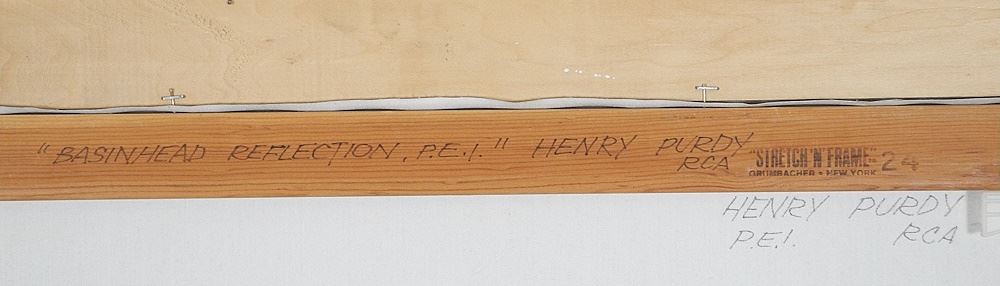 "BASINHEAD REFLECTION, P.E.I." HENRY PURDY
RCA
"STRETCH'N'FRAME" 24
GRUMBACHER • NEW YORK
HENRY PURDY
P.E.I. RCA